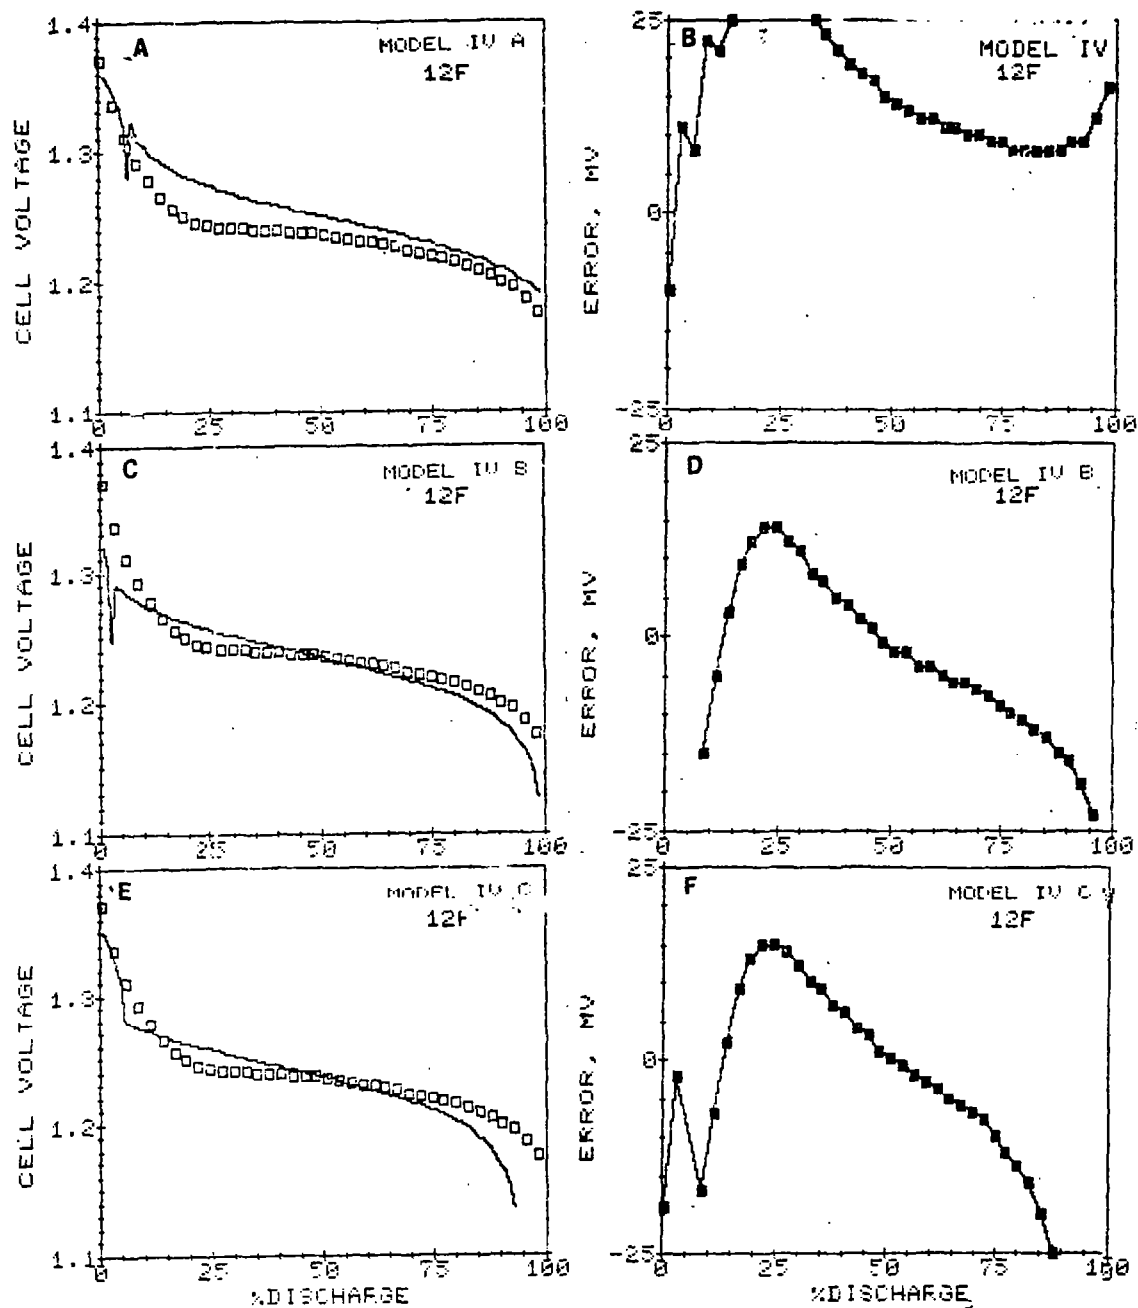 A
MODEL IV A
12F
CELL VOLTAGE
1.4
1.3
1.2
1.1
0 25 50 75 100
B
MODEL IV
12F
ERROR, MV
25
0
-25
0 25 50 75 100
C
MODEL IV B
12F
CELL VOLTAGE
1.4
1.3
1.2
1.1
0 25 50 75 100
D
MODEL IV B
12F
ERROR, MV
25
0
-25
0 25 50 75 100
E
MODEL IV C
12F
CELL VOLTAGE
1.4
1.3
1.2
1.1
0 25 50 75 100
%DISCHARGE
F
MODEL IV C
12F
ERROR, MV
25
0
-25
0 25 50 75 100
%DISCHARGE